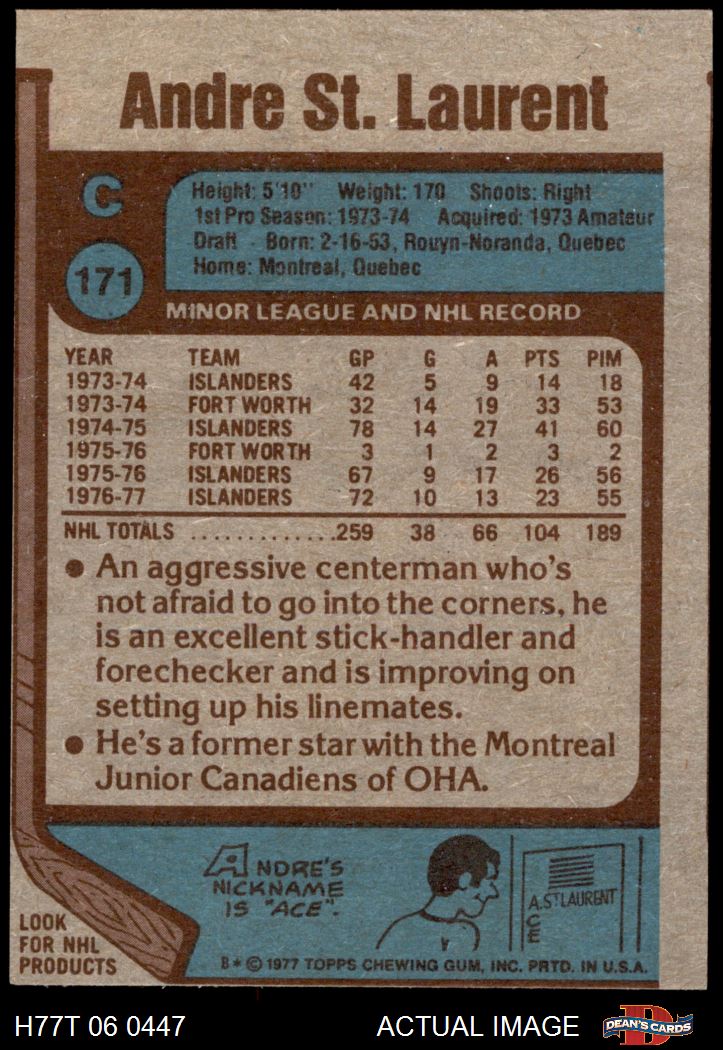 Andre St. Laurent
C
171
Height: 5'10" Weight: 170 Shoots: Right
1st Pro Season: 1973-74 Acquired: 1973 Amateur
Draft - Born: 2-16-53, Rouyn-Noranda, Quebec
Home: Montreal, Quebec
MINOR LEAGUE AND NHL RECORD
YEAR TEAM GP G A PTS PIM
1973-74 ISLANDERS 42 5 9 14 18
1973-74 FORT WORTH 32 14 19 33 53
1974-75 ISLANDERS 78 14 27 41 60
1975-76 FORT WORTH 3 1 2 3 2
1975-76 ISLANDERS 67 9 17 26 56
1976-77 ISLANDERS 72 10 13 23 55
NHL TOTALS .............259 38 66 104 189
• An aggressive centerman who's
not afraid to go into the corners, he
is an excellent stick-handler and
forechecker and is improving on
setting up his linemates.
• He's a former star with the Montreal
Junior Canadiens of OHA.
ANDRE'S
NICKNAME
IS "ACE".
A. ST LAURENT
C
E
LOOK
FOR NHL
PRODUCTS
B* © 1977 TOPPS CHEWING GUM, INC. PRTD. IN U.S.A.
H77T 06 0447 ACTUAL IMAGE
D
DEAN'S CARDS